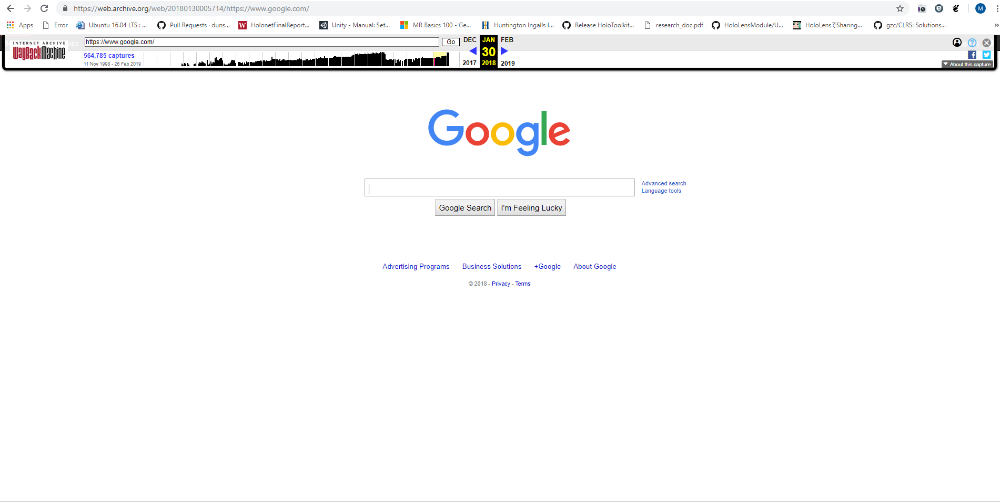 https://web.archive.org/web/20180130005714/https://www.google.com/
M
Apps Error Ubuntu 16.04 LTS : ... Pull Requests · duns... HolonetFinalReport... Unity - Manual: Set... MR Basics 100 - Ge... Huntington Ingalls I... Release HoloToolkit... research_doc.pdf HoloLensModule/U... HoloLensでSharing... gzc/CLRS: Solutions... »
INTERNET ARCHIVE
WayBackMachine
https://www.google.com/ Go DEC JAN FEB
564,785 captures 30
11 Nov 1998 - 26 Feb 2019 2017 2018 2019
About this capture
Google
Advanced search
Language tools
Google Search I'm Feeling Lucky
Advertising Programs Business Solutions +Google About Google
© 2018 - Privacy - Terms